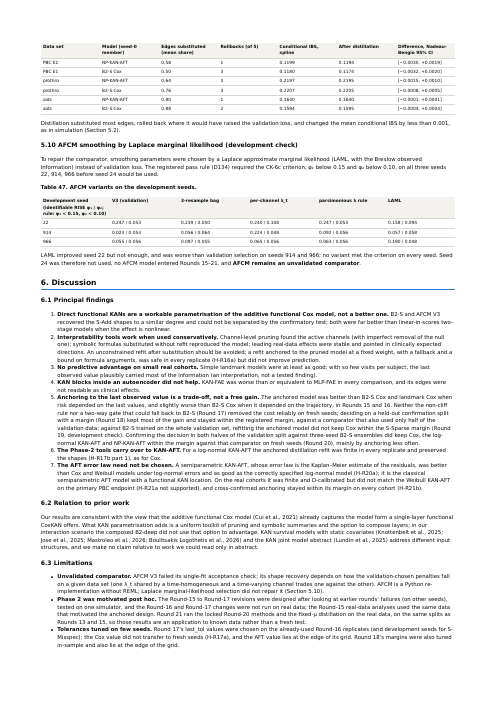 Data set Model (seed-0 member) Edges substituted (mean share) Rollbacks (of 5) Conditional IBS, spline After distillation Difference, Nadeau-Bengio 95% CI
PBC E1 NP-KAN-AFT 0.58 1 0.1199 0.1194 [−0.0030, +0.0019]
PBC E1 B2-S Cox 0.50 3 0.1180 0.1174 [−0.0032, +0.0020]
prothro NP-KAN-AFT 0.64 3 0.2197 0.2195 [−0.0015, +0.0010]
prothro B2-S Cox 0.76 3 0.2207 0.2205 [−0.0008, +0.0005]
aids NP-KAN-AFT 0.80 1 0.1640 0.1640 [−0.0001, +0.0001]
aids B2-S Cox 0.88 2 0.1594 0.1595 [−0.0004, +0.0004]
Distillation substituted most edges, rolled back where it would have raised the validation loss, and changed the mean conditional IBS by less than 0.001,
as in simulation (Section 5.2).
5.10 AFCM smoothing by Laplace marginal likelihood (development check)
To repair the comparator, smoothing parameters were chosen by a Laplace approximate marginal likelihood (LAML, with the Breslow observed
information) instead of validation loss. The registered pass rule (D134) required the CK-6c criterion, φ₁ below 0.15 and φ₂ below 0.10, on all three seeds
22, 914, 966 before seed 24 would be used.
Table 47. AFCM variants on the development seeds.
Development seed (identifiable RISE φ₁ / φ₂; rule: φ₁ < 0.15, φ₂ < 0.10) V3 (validation) 3-resample bag per-channel λ_t parsimonious λ rule LAML
22 0.247 / 0.053 0.239 / 0.050 0.240 / 0.108 0.247 / 0.053 0.158 / 0.094
914 0.023 / 0.056 0.056 / 0.064 0.224 / 0.048 0.092 / 0.056 0.057 / 0.058
966 0.055 / 0.056 0.097 / 0.055 0.065 / 0.056 0.063 / 0.056 0.190 / 0.048
LAML improved seed 22 but not enough, and was worse than validation selection on seeds 914 and 966; no variant met the criterion on every seed.
Seed 24 was therefore not used, no AFCM model entered Rounds 15–21, and AFCM remains an unvalidated comparator.
6. Discussion
6.1 Principal findings
1. Direct functional KANs are a workable parametrisation of the additive functional Cox model, not a better one. B2-S and AFCM V3
recovered the S-Add shapes to a similar degree and could not be separated by the confirmatory test; both were far better than linear-in-scores two-
stage models when the effect is nonlinear.
2. Interpretability tools work when used conservatively. Channel-level pruning found the active channels (with imperfect removal of the null
one); symbolic formulas substituted without refit reproduced the model; leading real-data effects were stable and pointed in clinically expected
directions. An unconstrained refit after substitution should be avoided; a refit anchored to the pruned model at a fixed weight, with a fallback and a
bound on formula arguments, was safe in every replicate (H-R16a) but did not improve prediction.
3. No predictive advantage on small real cohorts. Simple landmark models were at least as good; with so few visits per subject, the last
observed value plausibly carried most of the information (an interpretation, not a tested finding).
4. KAN blocks inside an autoencoder did not help. KAN-FAE was worse than or equivalent to MLP-FAE in every comparison, and its edges were
not readable as clinical effects.
5. Anchoring to the last observed value is a trade-off, not a free gain. The anchored model was better than B2-S Cox and landmark Cox when
risk depended on the last value, and slightly worse than B2-S Cox when it depended on a trajectory, in Rounds 15 and 16. Neither the non-cliff
rule nor a two-way gate that could fall back to B2-S (Round 17) removed the cost reliably on fresh seeds; deciding on a held-out confirmation split
with a margin (Round 18) kept most of the gain and stayed within the registered margin, against a comparator that also used only half of the
validation data; against B2-S trained on the whole validation set, refitting the anchored model did not keep Cox within the S-Sparse margin (Round
19, development check). Confirming the decision in both halves of the validation split against three-seed B2-S ensembles did keep Cox, the log-
normal KAN-AFT and NP-KAN-AFT within the margin against that comparator on fresh seeds (Round 20), mainly by anchoring less often.
6. The Phase-2 tools carry over to KAN-AFT. For a log-normal KAN-AFT the anchored distillation refit was finite in every replicate and preserved
the shapes (H-R17b part 1), as for Cox.
7. The AFT error law need not be chosen. A semiparametric KAN-AFT, whose error law is the Kaplan–Meier estimate of the residuals, was better
than Cox and Weibull models under log-normal errors and as good as the correctly specified log-normal model (H-R20a); it is the classical
semiparametric AFT model with a functional KAN location. On the real cohorts it was finite and D-calibrated but did not match the Weibull KAN-AFT
on the primary PBC endpoint (H-R21a not supported), and cross-confirmed anchoring stayed within its margin on every cohort (H-R21b).
6.2 Relation to prior work
Our results are consistent with the view that the additive functional Cox model (Cui et al., 2021) already captures the form a single-layer functional
CoxKAN offers. What KAN parametrisation adds is a uniform toolkit of pruning and symbolic summaries and the option to compose layers; in our
interaction scenario the composed B2-deep did not use that option to advantage. KAN survival models with static covariates (Knottenbelt et al., 2025;
Jose et al., 2025; Mastroleo et al., 2026; Boulitsakis Logothetis et al., 2026) and the KAN joint model abstract (Lundin et al., 2025) address different input
structures, and we make no claim relative to work we could read only in abstract.
6.3 Limitations
• Unvalidated comparator. AFCM V3 failed its single-fit acceptance check; its shape recovery depends on how the validation-chosen penalties fall
on a given data set (one λ_t shared by a time-homogeneous and a time-varying channel trades one against the other). AFCM is a Python re-
implementation without REML; Laplace marginal-likelihood selection did not repair it (Section 5.10).
• Phase 2 was motivated post hoc. The Round-15 to Round-17 revisions were designed after looking at earlier rounds' failures (on other seeds),
tested on one simulator, and the Round-16 and Round-17 changes were not run on real data; the Round-15 real-data analyses used the same data
that motivated the anchored design. Round 21 ran the locked Round-20 methods and the fixed-μ distillation on the real data, on the same splits as
Rounds 13 and 15, so those results are an application to known data rather than a fresh test.
• Tolerances tuned on few seeds. Round 17's last_tol values were chosen on the already-used Round-16 replicates (and development seeds for S-
Misspec); the Cox value did not transfer to fresh seeds (H-R17a), and the AFT value lies at the edge of its grid. Round 18's margins were also tuned
in-sample and also lie at the edge of the grid.